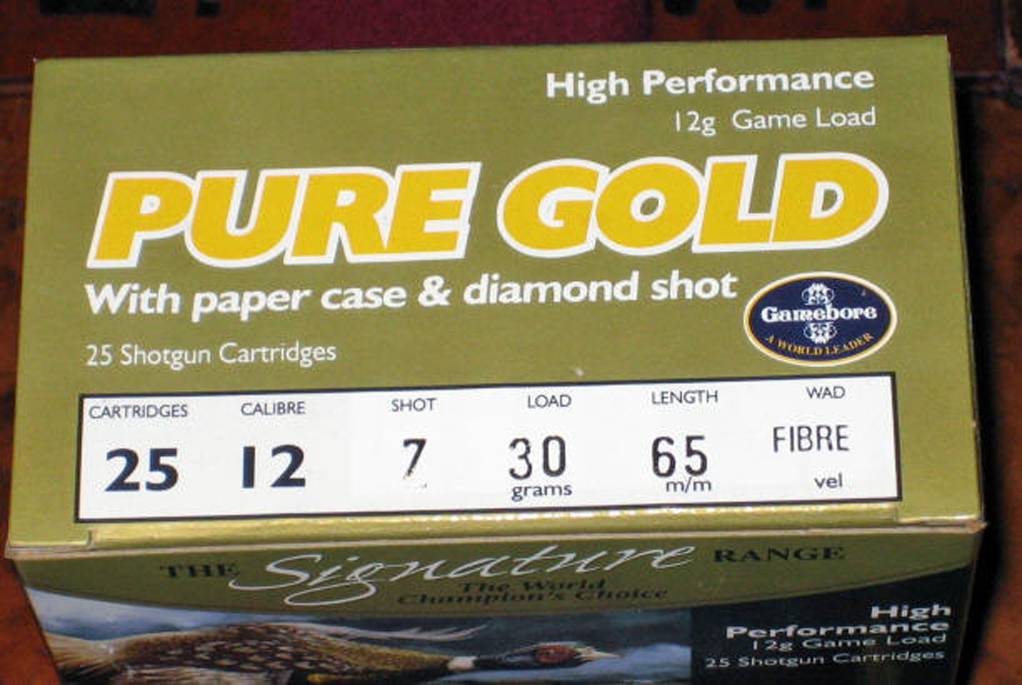 High Performance
12g Game Load
PURE GOLD
With paper case & diamond shot
Gamebore
A WORLD LEADER
25 Shotgun Cartridges
CARTRIDGES CALIBRE SHOT LOAD LENGTH WAD
25 12 7 30 65 FIBRE
grams m/m vel
THE Signature RANGE
The World
Champion's Choice
High
Performance
12g Game Load
25 Shotgun Cartridges